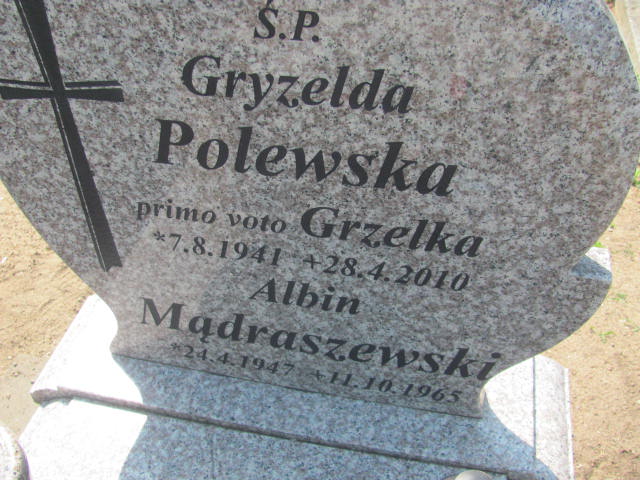 Ś.P.
Gryzelda
Polewska
primo voto Grzelka
*7.8.1941 +28.4.2010
Albin
Mądraszewski
*24.4.1947 +11.10.1965